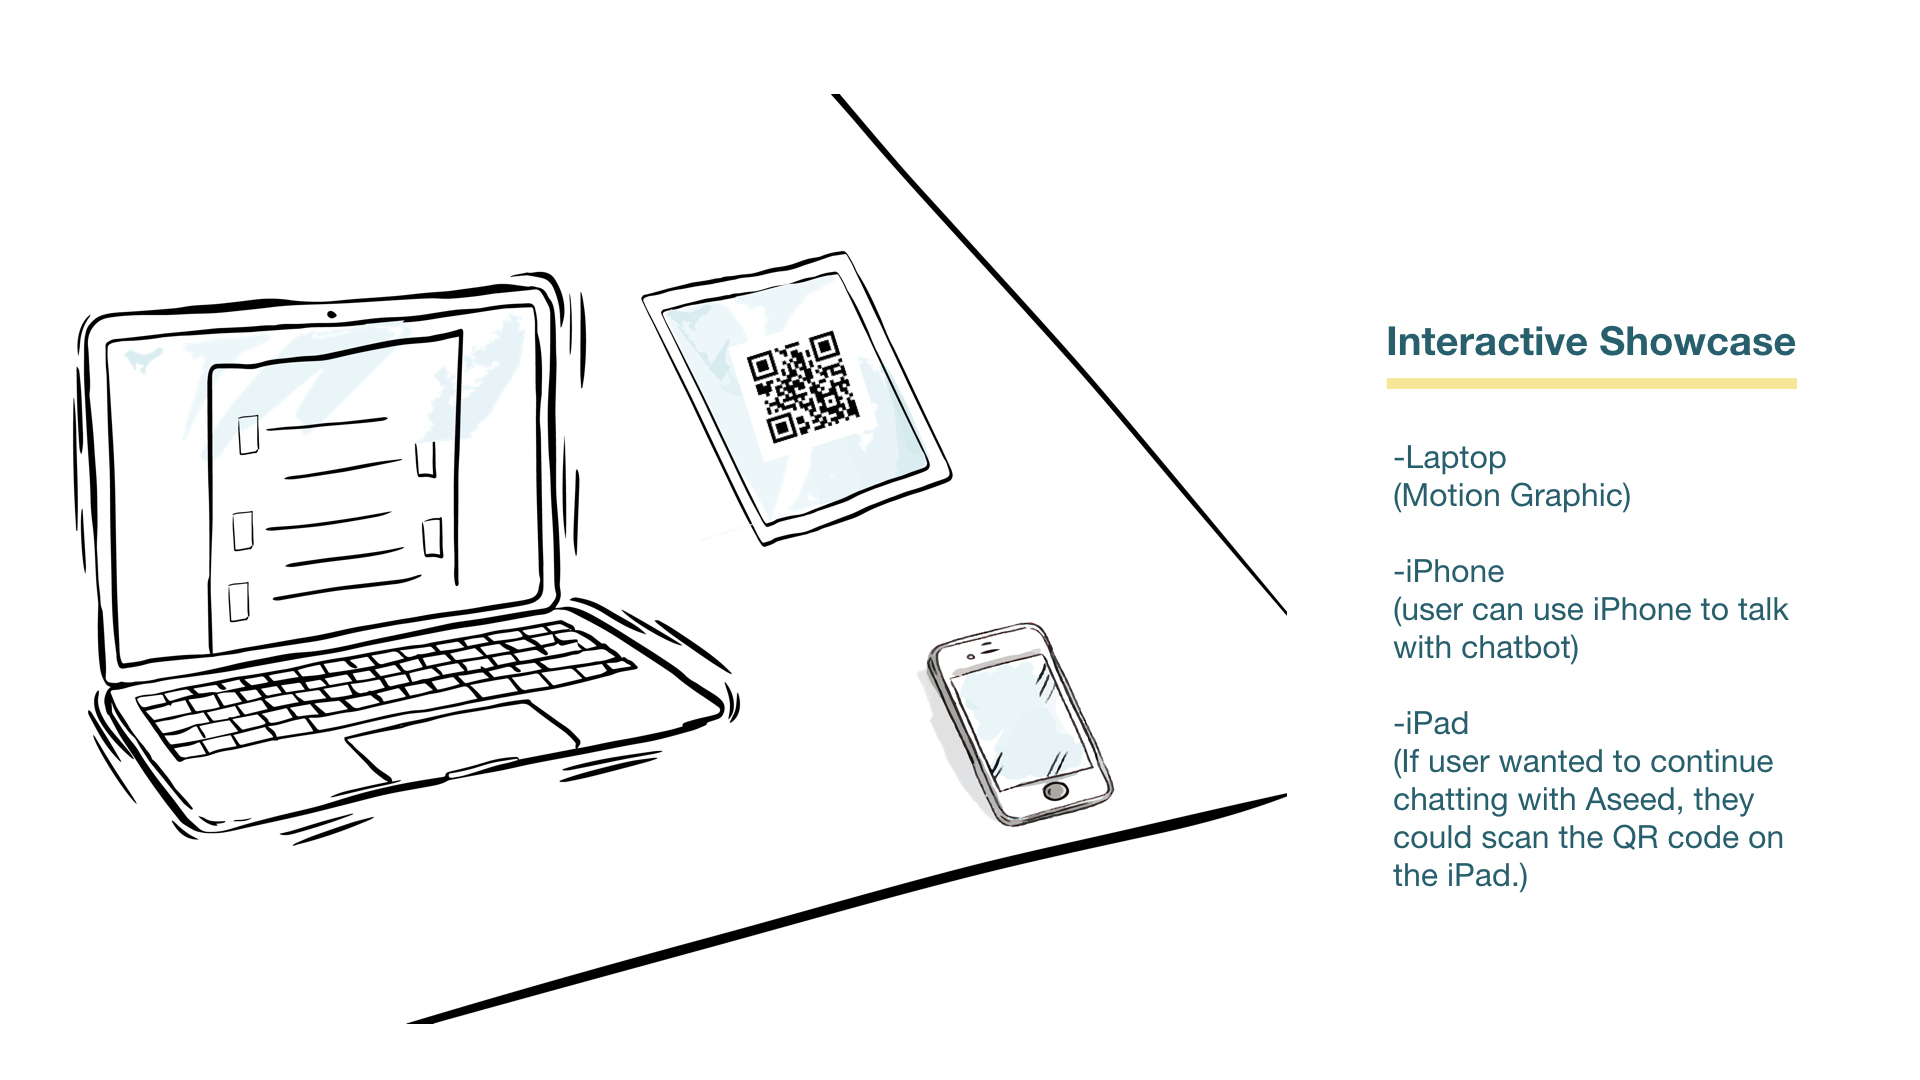 Interactive Showcase
-Laptop
(Motion Graphic)
-iPhone
(user can use iPhone to talk
with chatbot)
-iPad
(If user wanted to continue
chatting with Aseed, they
could scan the QR code on
the iPad.)